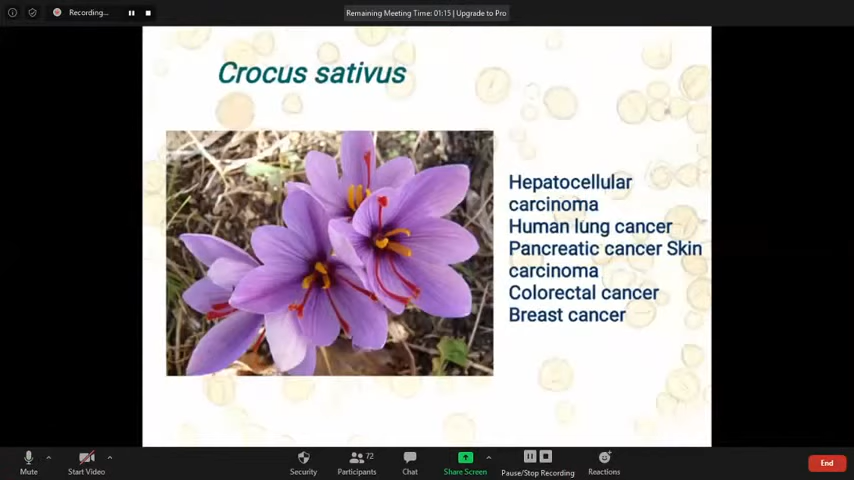 Recording...
Remaining Meeting Time: 01:15 | Upgrade to Pro
Crocus sativus
Hepatocellular
carcinoma
Human lung cancer
Pancreatic cancer Skin
carcinoma
Colorectal cancer
Breast cancer
Mute
Start Video
Security
72
Participants
Chat
Share Screen
Pause/Stop Recording
Reactions
End